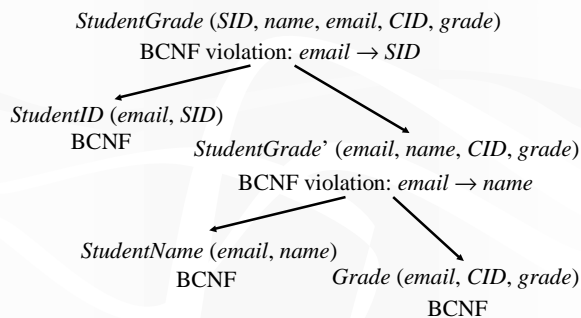 StudentGrade (SID, name, email, CID, grade)
BCNF violation: email → SID
StudentID (email, SID)
BCNF
StudentGrade’ (email, name, CID, grade)
BCNF violation: email → name
StudentName (email, name)
BCNF
Grade (email, CID, grade)
BCNF